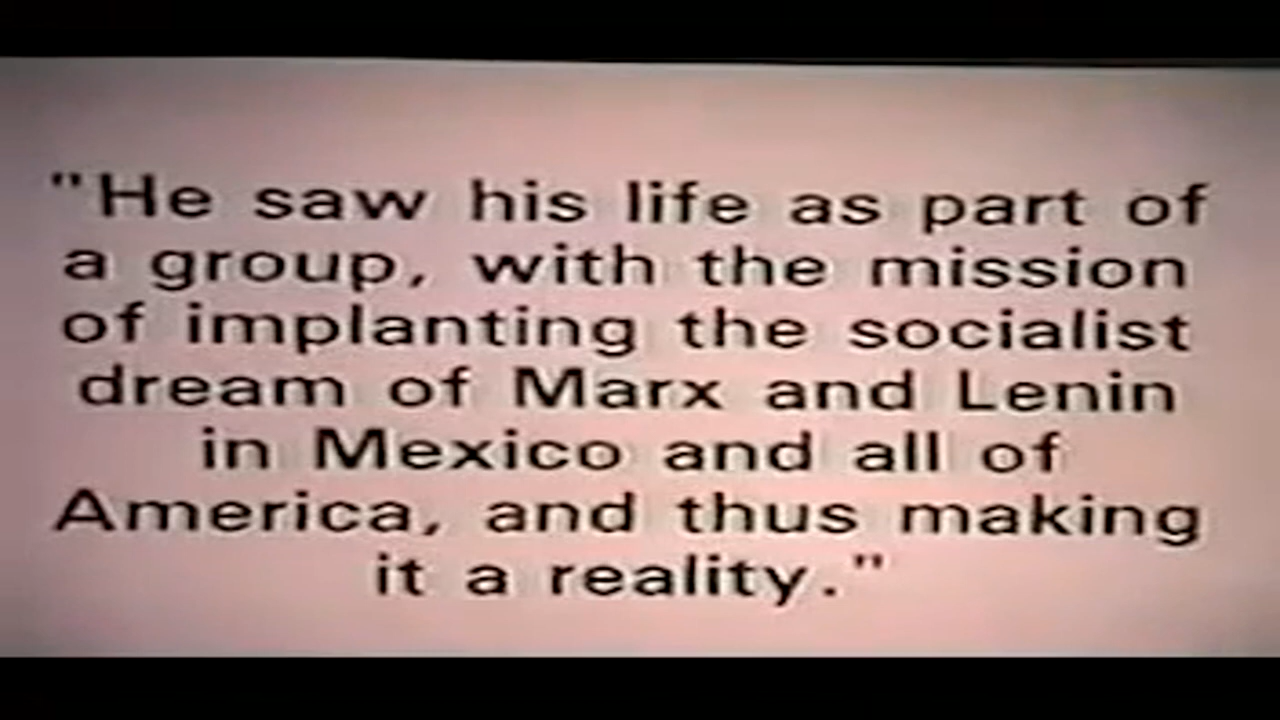 "He saw his life as part of
a group, with the mission
of implanting the socialist
dream of Marx and Lenin
in Mexico and all of
America, and thus making
it a reality."